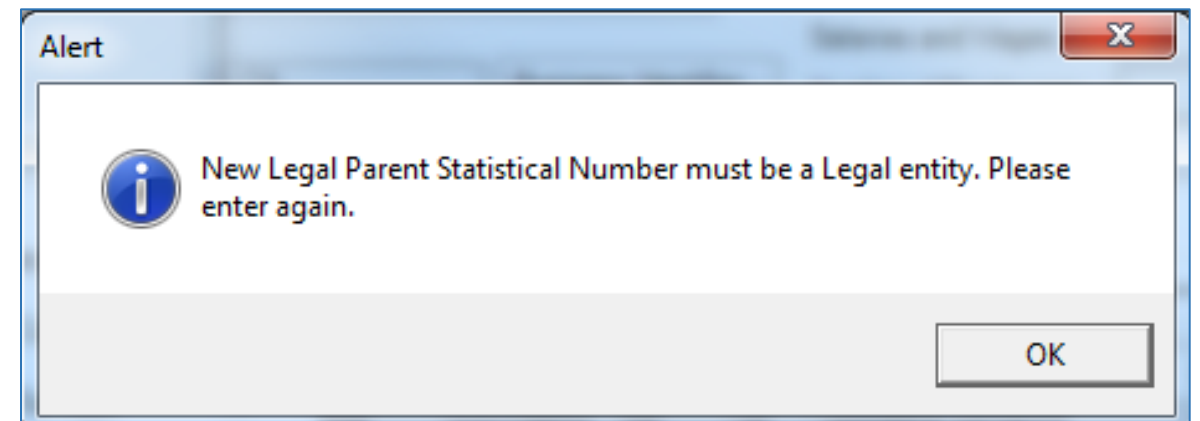 Alert
New Legal Parent Statistical Number must be a Legal entity. Please
enter again.
OK